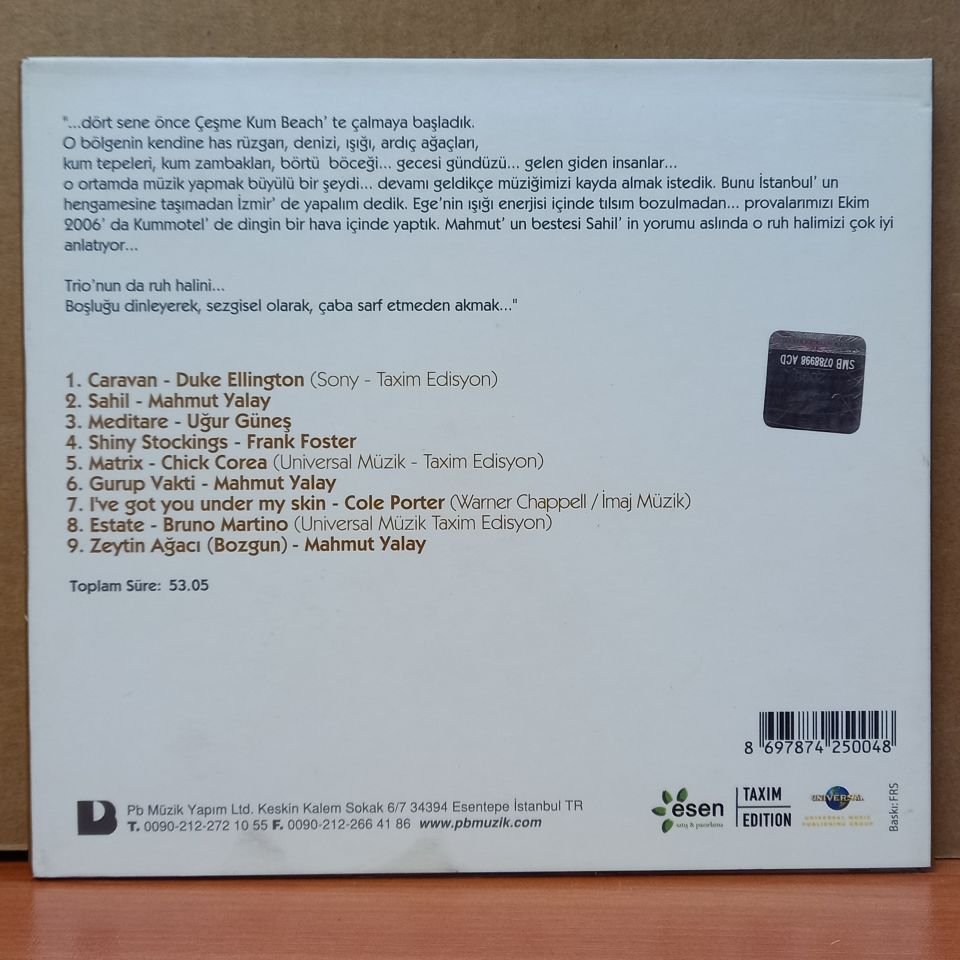 "...dört sene önce Çeşme Kum Beach' te çalmaya başladık.
O bölgenin kendine has rüzgarı, denizi, ışığı, ardıç ağaçları,
kum tepeleri, kum zambakları, börtü böceği... gecesi gündüzü... gelen giden insanlar...
o ortamda müzik yapmak büyülü bir şeydi... devamı geldikçe müziğimizi kayda almak istedik. Bunu İstanbul' un
hengamesine taşımadan İzmir' de yapalım dedik. Ege'nin ışığı enerjisi içinde tılsım bozulmadan... provalarımızı Ekim
2006' da Kummotel' de dingin bir hava içinde yaptık. Mahmut' un bestesi Sahil' in yorumu aslında o ruh halimizi çok iyi
anlatıyor...
Trio'nun da ruh halini...
Boşluğu dinleyerek, sezgisel olarak, çaba sarf etmeden akmak..."
SMB 0788998 ACD
1. Caravan - Duke Ellington (Sony - Taxim Edisyon)
2. Sahil - Mahmut Yalay
3. Meditare - Uğur Güneş
4. Shiny Stockings - Frank Foster
5. Matrix - Chick Corea (Universal Müzik - Taxim Edisyon)
6. Gurup Vakti - Mahmut Yalay
7. I've got you under my skin - Cole Porter (Warner Chappell / İmaj Müzik)
8. Estate - Bruno Martino (Universal Müzik Taxim Edisyon)
9. Zeytin Ağacı (Bozgun) - Mahmut Yalay
Toplam Süre: 53.05
8 697874 250048
Pb Müzik Yapım Ltd. Keskin Kalem Sokak 6/7 34394 Esentepe İstanbul TR
T. 0090-212-272 10 55 F. 0090-212-266 41 86 www.pbmuzik.com
esen
satış & pazarlama
TAXIM
EDITION
UNIVERSAL
UNIVERSAL MUSIC
PUBLISHING GROUP
Baskı: FRS